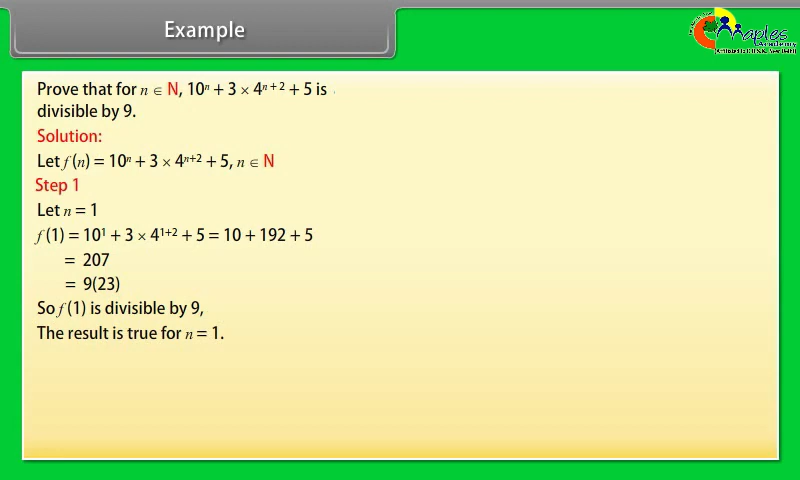 Example
aples
Academy
Prove that for n ∈ N, 10ⁿ + 3 × 4ⁿ ⁺ ² + 5 is
divisible by 9.
Solution:
Let f (n) = 10ⁿ + 3 × 4ⁿ⁺² + 5, n ∈ N
Step 1
Let n = 1
f (1) = 10¹ + 3 × 4¹⁺² + 5 = 10 + 192 + 5
= 207
= 9(23)
So f (1) is divisible by 9,
The result is true for n = 1.